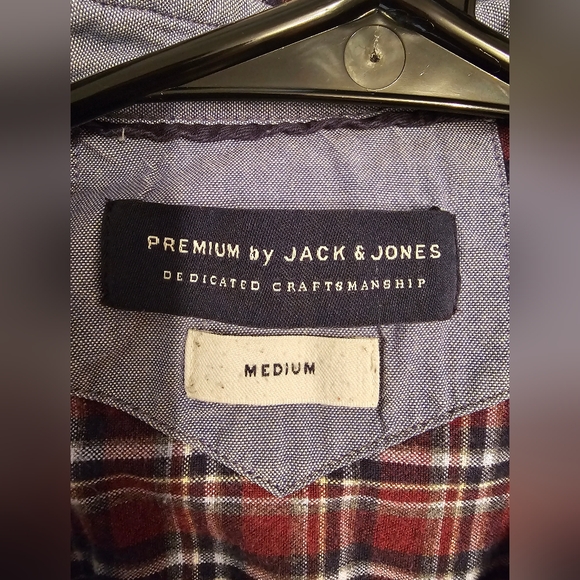 PREMIUM by JACK & JONES
DEDICATED CRAFTSMANSHIP
MEDIUM